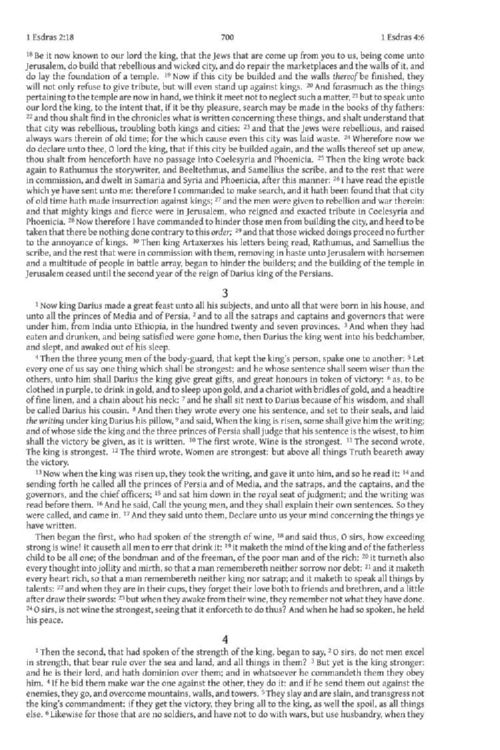 1 Esdras 2:18 700 1 Esdras 4:6
18 Be it now known to our lord the king, that the Jews that are come up from you to us, being come unto
Jerusalem, do build that rebellious and wicked city, and do repair the marketplaces and the walls of it, and
do lay the foundation of a temple. 19 Now if this city be builded and the walls thereof be finished, they
will not only refuse to give tribute, but will even stand up against kings. 20 And forasmuch as the things
pertaining to the temple are now in hand, we think it meet not to neglect such a matter, 21 but to speak unto
our lord the king, to the intent that, if it be thy pleasure, search may be made in the books of thy fathers:
22 and thou shalt find in the chronicles what is written concerning these things, and shalt understand that
that city was rebellious, troubling both kings and cities: 23 and that the Jews were rebellious, and raised
always wars therein of old time; for the which cause even this city was laid waste. 24 Wherefore now we
do declare unto thee, O lord the king, that if this city be builded again, and the walls thereof set up anew,
thou shalt from henceforth have no passage into Coelesyria and Phoenicia. 25 Then the king wrote back
again to Rathumus the storywriter, and Beeltethmus, and Samellius the scribe, and to the rest that were
in commission, and dwelt in Samaria and Syria and Phoenicia, after this manner: 26 I have read the epistle
which ye have sent unto me: therefore I commanded to make search, and it hath been found that that city
of old time hath made insurrection against kings; 27 and the men were given to rebellion and war therein:
and that mighty kings and fierce were in Jerusalem, who reigned and exacted tribute in Coelesyria and
Phoenicia. 28 Now therefore I have commanded to hinder those men from building the city, and heed to be
taken that there be nothing done contrary to this order; 29 and that those wicked doings proceed no further
to the annoyance of kings. 30 Then king Artaxerxes his letters being read, Rathumus, and Samellius the
scribe, and the rest that were in commission with them, removing in haste unto Jerusalem with horsemen
and a multitude of people in battle array, began to hinder the builders; and the building of the temple in
Jerusalem ceased until the second year of the reign of Darius king of the Persians.
3
1 Now king Darius made a great feast unto all his subjects, and unto all that were born in his house, and
unto all the princes of Media and of Persia, 2 and to all the satraps and captains and governors that were
under him, from India unto Ethiopia, in the hundred twenty and seven provinces. 3 And when they had
eaten and drunken, and being satisfied were gone home, then Darius the king went into his bedchamber,
and slept, and awaked out of his sleep.
4 Then the three young men of the body-guard, that kept the king's person, spake one to another: 5 Let
every one of us say one thing which shall be strongest: and he whose sentence shall seem wiser than the
others, unto him shall Darius the king give great gifts, and great honours in token of victory: 6 as, to be
clothed in purple, to drink in gold, and to sleep upon gold, and a chariot with bridles of gold, and a headtire
of fine linen, and a chain about his neck: 7 and he shall sit next to Darius because of his wisdom, and shall
be called Darius his cousin. 8 And then they wrote every one his sentence, and set to their seals, and laid
the writing under king Darius his pillow, 9 and said, When the king is risen, some shall give him the writing;
and of whose side the king and the three princes of Persia shall judge that his sentence is the wisest, to him
shall the victory be given, as it is written. 10 The first wrote, Wine is the strongest. 11 The second wrote,
The king is strongest. 12 The third wrote, Women are strongest: but above all things Truth beareth away
the victory.
13 Now when the king was risen up, they took the writing, and gave it unto him, and so he read it: 14 and
sending forth he called all the princes of Persia and of Media, and the satraps, and the captains, and the
governors, and the chief officers; 15 and sat him down in the royal seat of judgment; and the writing was
read before them. 16 And he said, Call the young men, and they shall explain their own sentences. So they
were called, and came in. 17 And they said unto them, Declare unto us your mind concerning the things ye
have written.
Then began the first, who had spoken of the strength of wine, 18 and said thus, O sirs, how exceeding
strong is wine! it causeth all men to err that drink it: 19 it maketh the mind of the king and of the fatherless
child to be all one; of the bondman and of the freeman, of the poor man and of the rich: 20 it turneth also
every thought into jollity and mirth, so that a man remembereth neither sorrow nor debt: 21 and it maketh
every heart rich, so that a man remembereth neither king nor satrap; and it maketh to speak all things by
talents: 22 and when they are in their cups, they forget their love both to friends and brethren, and a little
after draw their swords: 23 but when they awake from their wine, they remember not what they have done.
24 O sirs, is not wine the strongest, seeing that it enforceth to do thus? And when he had so spoken, he held
his peace.
4
1 Then the second, that had spoken of the strength of the king, began to say, 2 O sirs, do not men excel
in strength, that bear rule over the sea and land, and all things in them? 3 But yet is the king stronger:
and he is their lord, and hath dominion over them; and in whatsoever he commandeth them they obey
him. 4 If he bid them make war the one against the other, they do it: and if he send them out against the
enemies, they go, and overcome mountains, walls, and towers. 5 They slay and are slain, and transgress not
the king's commandment: if they get the victory, they bring all to the king, as well the spoil, as all things
else. 6 Likewise for those that are no soldiers, and have not to do with wars, but use husbandry, when they